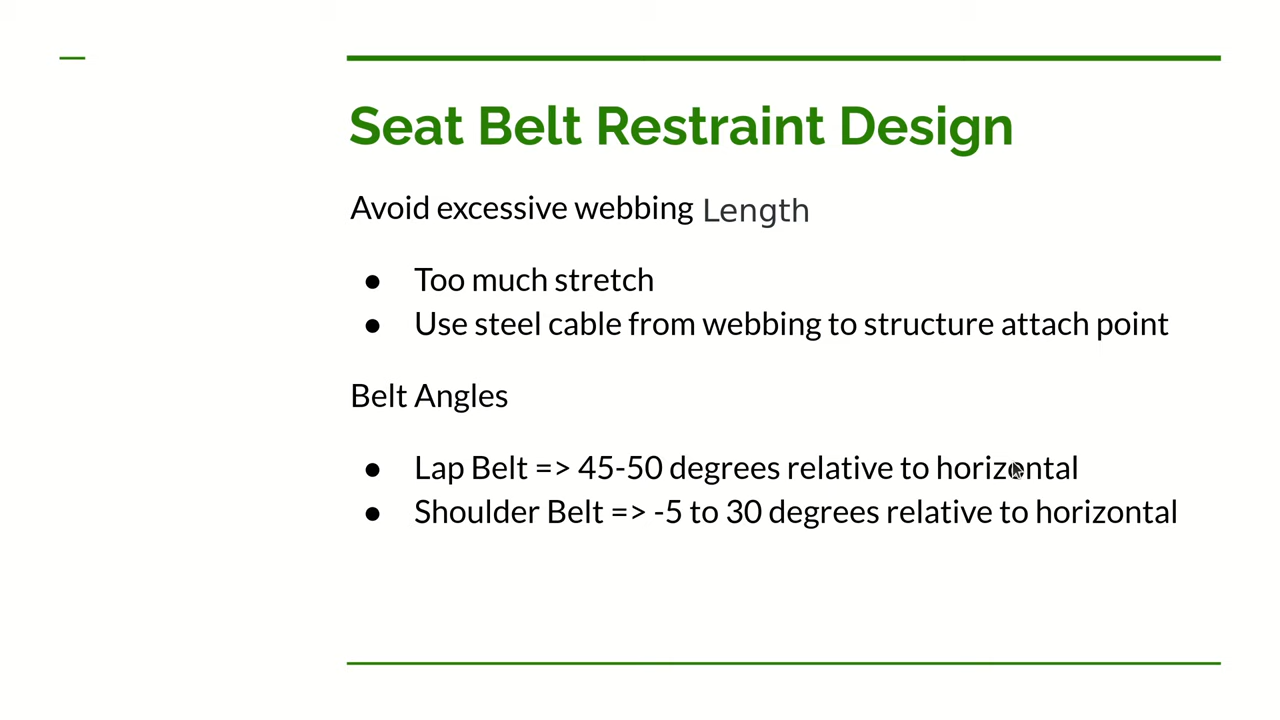 Seat Belt Restraint Design
Avoid excessive webbing Length
● Too much stretch
● Use steel cable from webbing to structure attach point
Belt Angles
● Lap Belt => 45-50 degrees relative to horizontal
● Shoulder Belt => -5 to 30 degrees relative to horizontal